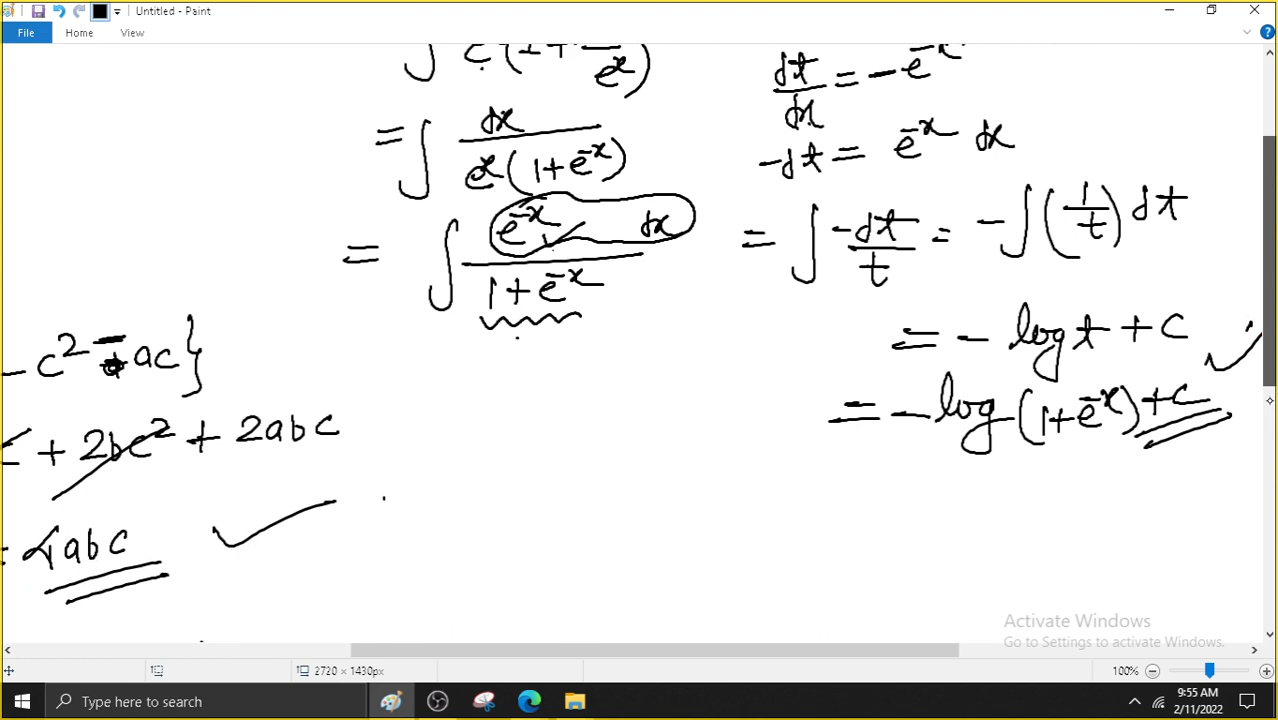 Untitled - Paint
File Home View
∫ e(1+ /e^x)
= ∫ dx / e^x(1+e^-x)
= ∫ e^-x dx / 1+e^-x
dt/dx = -e^-x
-dt = e^-x dx
= ∫ -dt/t = -∫(1/t) dt
= - log t + c
= - log (1+e^-x) + c
- c² - ac}
+ 2bc² + 2abc
= 4abc
Activate Windows
Go to Settings to activate Windows.
2720 × 1430px
100%
Type here to search
9:55 AM
2/11/2022